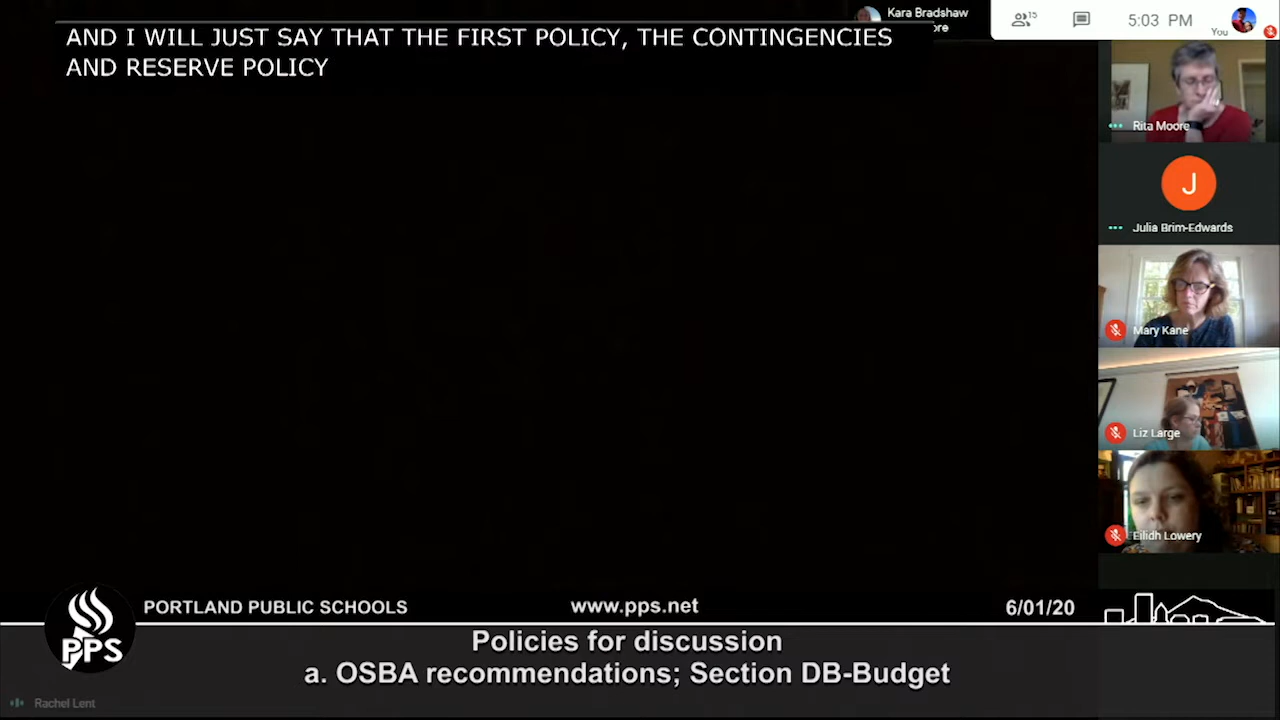 AND I WILL JUST SAY THAT THE FIRST POLICY, THE CONTINGENCIES
AND RESERVE POLICY
Kara Bradshaw
ore
15
5:03 PM
You
Rita Moore
J
Julia Brim-Edwards
Mary Kane
Liz Large
Eilidh Lowery
PORTLAND PUBLIC SCHOOLS
www.pps.net
6/01/20
PPS
Policies for discussion
a. OSBA recommendations; Section DB-Budget
Rachel Lent